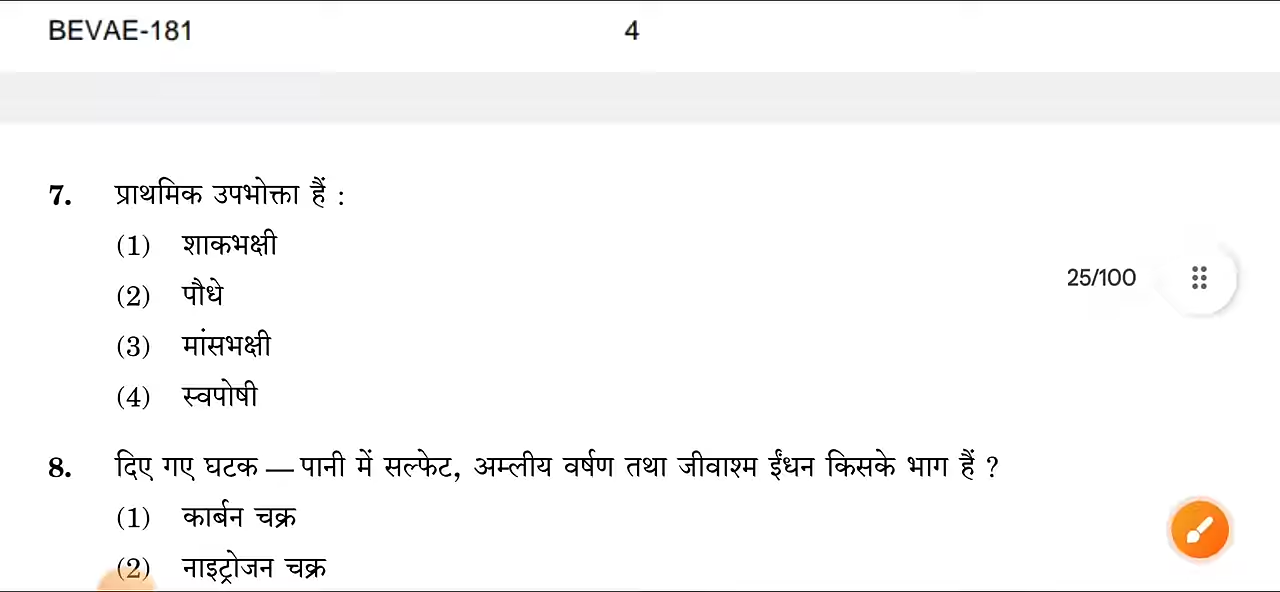 BEVAE-181 4
7. प्राथमिक उपभोक्ता हैं :
(1) शाकभक्षी
25/100
(2) पौधे
(3) मांसभक्षी
(4) स्वपोषी
8. दिए गए घटक — पानी में सल्फेट, अम्लीय वर्षण तथा जीवाश्म ईंधन किसके भाग हैं ?
(1) कार्बन चक्र
(2) नाइट्रोजन चक्र